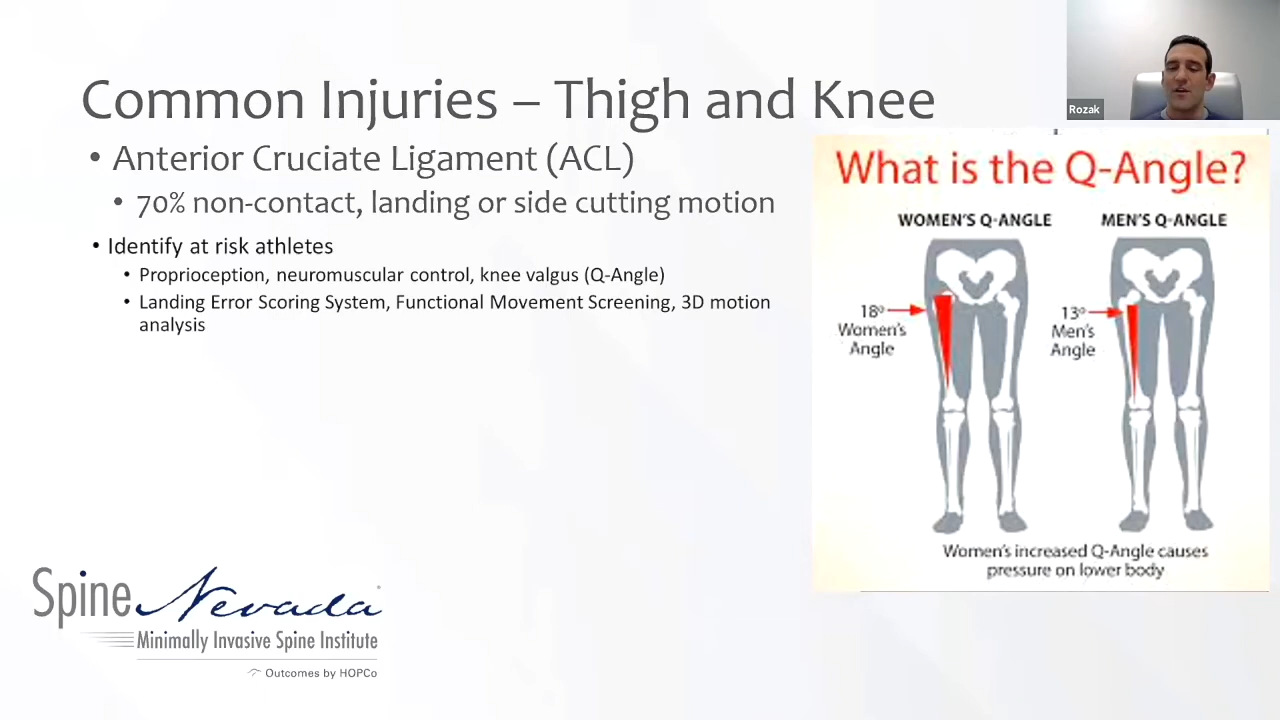 Common Injuries – Thigh and Knee
• Anterior Cruciate Ligament (ACL)
• 70% non-contact, landing or side cutting motion
• Identify at risk athletes
• Proprioception, neuromuscular control, knee valgus (Q-Angle)
• Landing Error Scoring System, Functional Movement Screening, 3D motion
analysis
Rozak
What is the Q-Angle?
WOMEN'S Q-ANGLE
MEN'S Q-ANGLE
18º
Women's
Angle
13º
Men's
Angle
Women's increased Q-Angle causes
pressure on lower body
Spine Nevada
Minimally Invasive Spine Institute
Outcomes by HOPCo